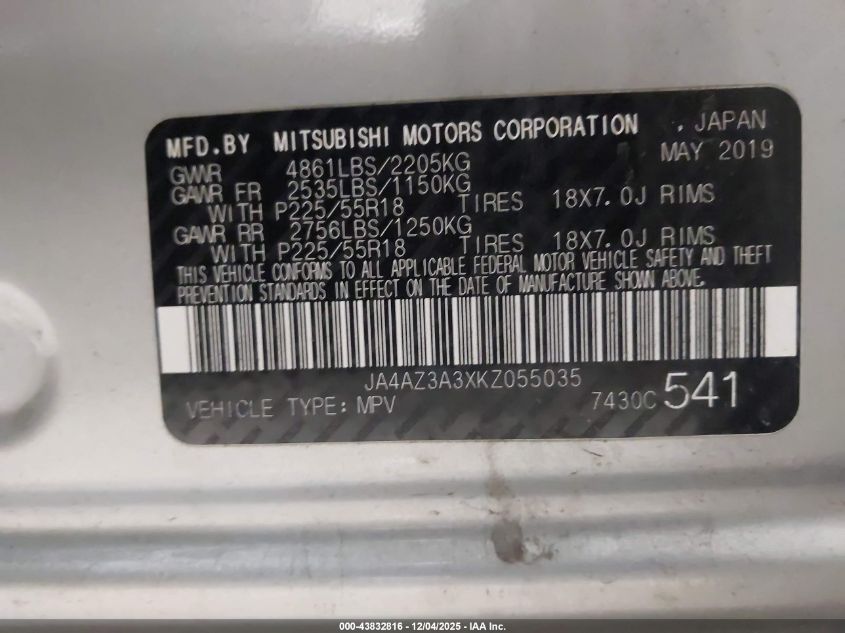 MFD.BY MITSUBISHI MOTORS CORPORATION . JAPAN
GWR 4861LBS/2205KG MAY 2019
GAWR FR 2535LBS/1150KG
WITH P225/55R18 TIRES 18X7.0J RIMS
GAWR RR 2756LBS/1250KG
WITH P225/55R18 TIRES 18X7.0J RIMS
THIS VEHICLE CONFORMS TO ALL APPLICABLE FEDERAL MOTOR VEHICLE SAFETY AND THEFT
PREVENTION STANDARDS IN EFFECT ON THE DATE OF MANUFACTURE SHOWN ABOVE.
JA4AZ3A3XKZ055035
VEHICLE TYPE: MPV 7430C 541
000-43832816 - 12/04/2025 - IAA Inc.